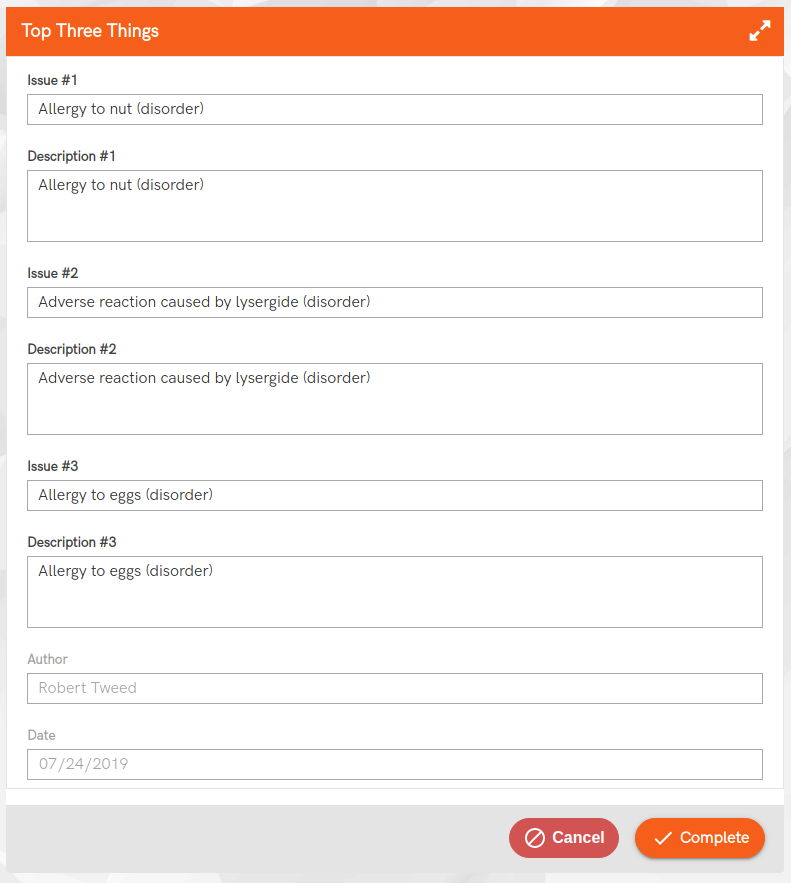 Top Three Things
Issue #1
Allergy to nut (disorder)
Description #1
Allergy to nut (disorder)
Issue #2
Adverse reaction caused by lysergide (disorder)
Description #2
Adverse reaction caused by lysergide (disorder)
Issue #3
Allergy to eggs (disorder)
Description #3
Allergy to eggs (disorder)
Author
Robert Tweed
Date
07/24/2019
Cancel Complete